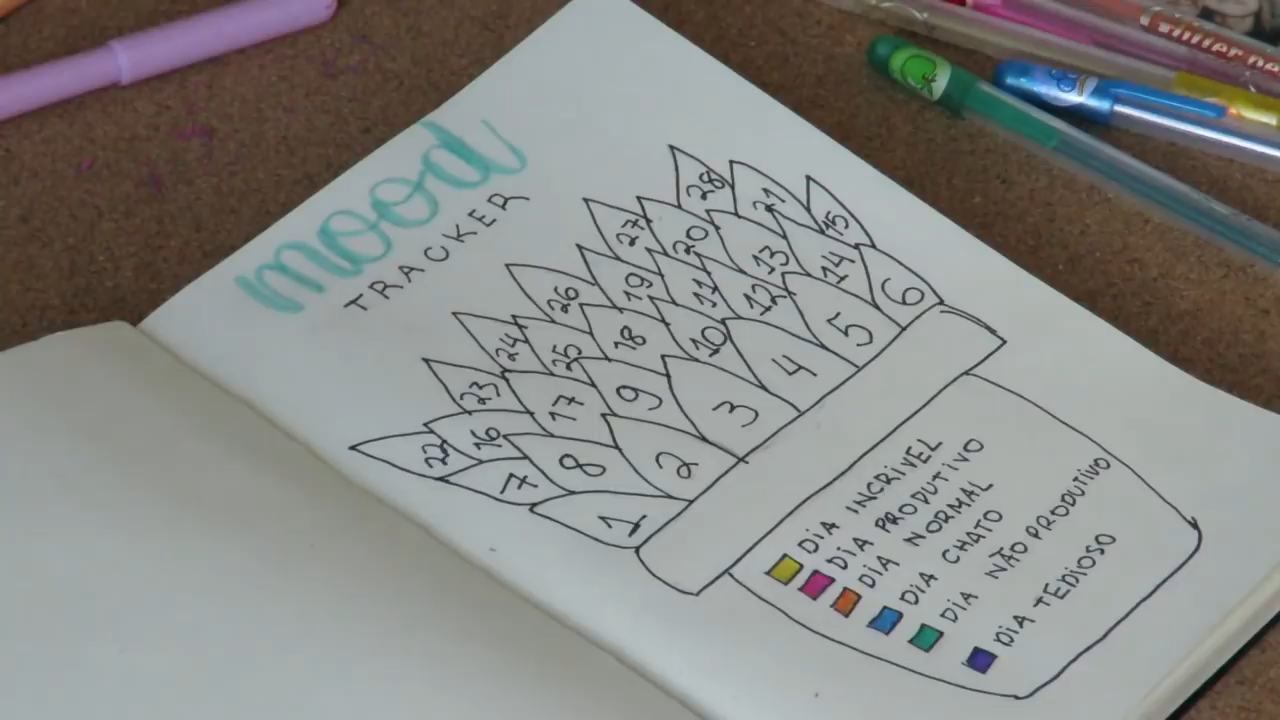 mood
TRACKER
22 23 24 26 27 28
16 25 18 19 20 21 15
7 8 17 9 10 11 12 13 14
1 2 3 4 5 6
DIA INCRIVEL
DIA PRODUTIVO
DIA NORMAL
DIA CHATO
DIA NÃO PRODUTIVO
DIA TEDIOSO